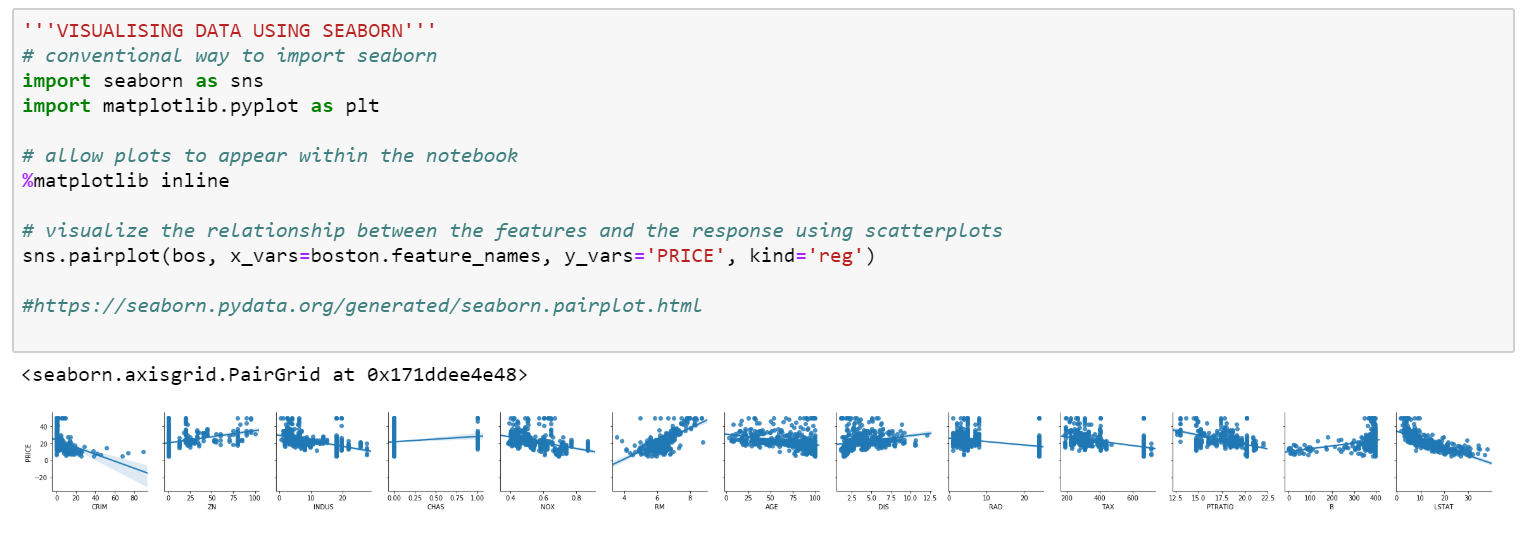 '''VISUALISING DATA USING SEABORN'''
# conventional way to import seaborn
import seaborn as sns
import matplotlib.pyplot as plt
# allow plots to appear within the notebook
%matplotlib inline
# visualize the relationship between the features and the response using scatterplots
sns.pairplot(bos, x_vars=boston.feature_names, y_vars='PRICE', kind='reg')
#https://seaborn.pydata.org/generated/seaborn.pairplot.html
<seaborn.axisgrid.PairGrid at 0x171ddee4e48>
PRICE
40
20
0
−20
0 20 40 60 80
CRIM
0 25 50 75 100
ZN
0 10 20
INDUS
0.00 0.25 0.50 0.75 1.00
CHAS
0.4 0.6 0.8
NOX
4 6 8
RM
0 25 50 75 100
AGE
2.5 5.0 7.5 10.0 12.5
DIS
0 10 20
RAD
200 400 600
TAX
12.5 15.0 17.5 20.0 22.5
PTRATIO
0 100 200 300 400
B
0 10 20 30
LSTAT